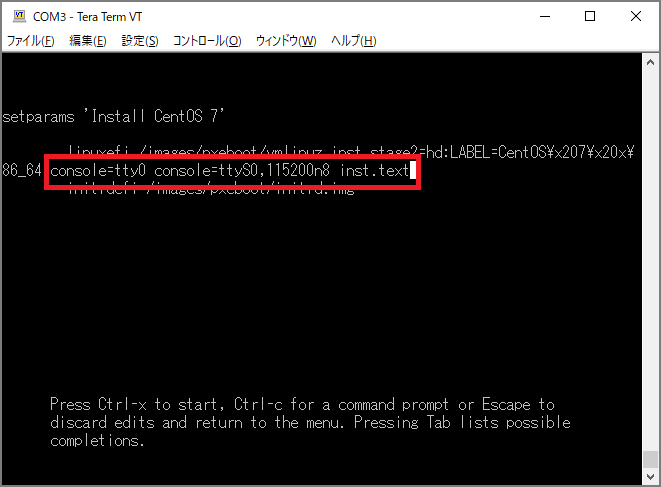 COM3 - Tera Term VT
ファイル(F) 編集(E) 設定(S) コントロール(O) ウィンドウ(W) ヘルプ(H)
setparams 'Install CentOS 7'
linuxefi /images/pxeboot/vmlinuz inst.stage2=hd:LABEL=CentOS¥x207¥x20x¥
86_64 console=tty0 console=ttyS0,115200n8 inst.text
initrdefi /images/pxeboot/initrd.img
Press Ctrl-x to start, Ctrl-c for a command prompt or Escape to
discard edits and return to the menu. Pressing Tab lists possible
completions.